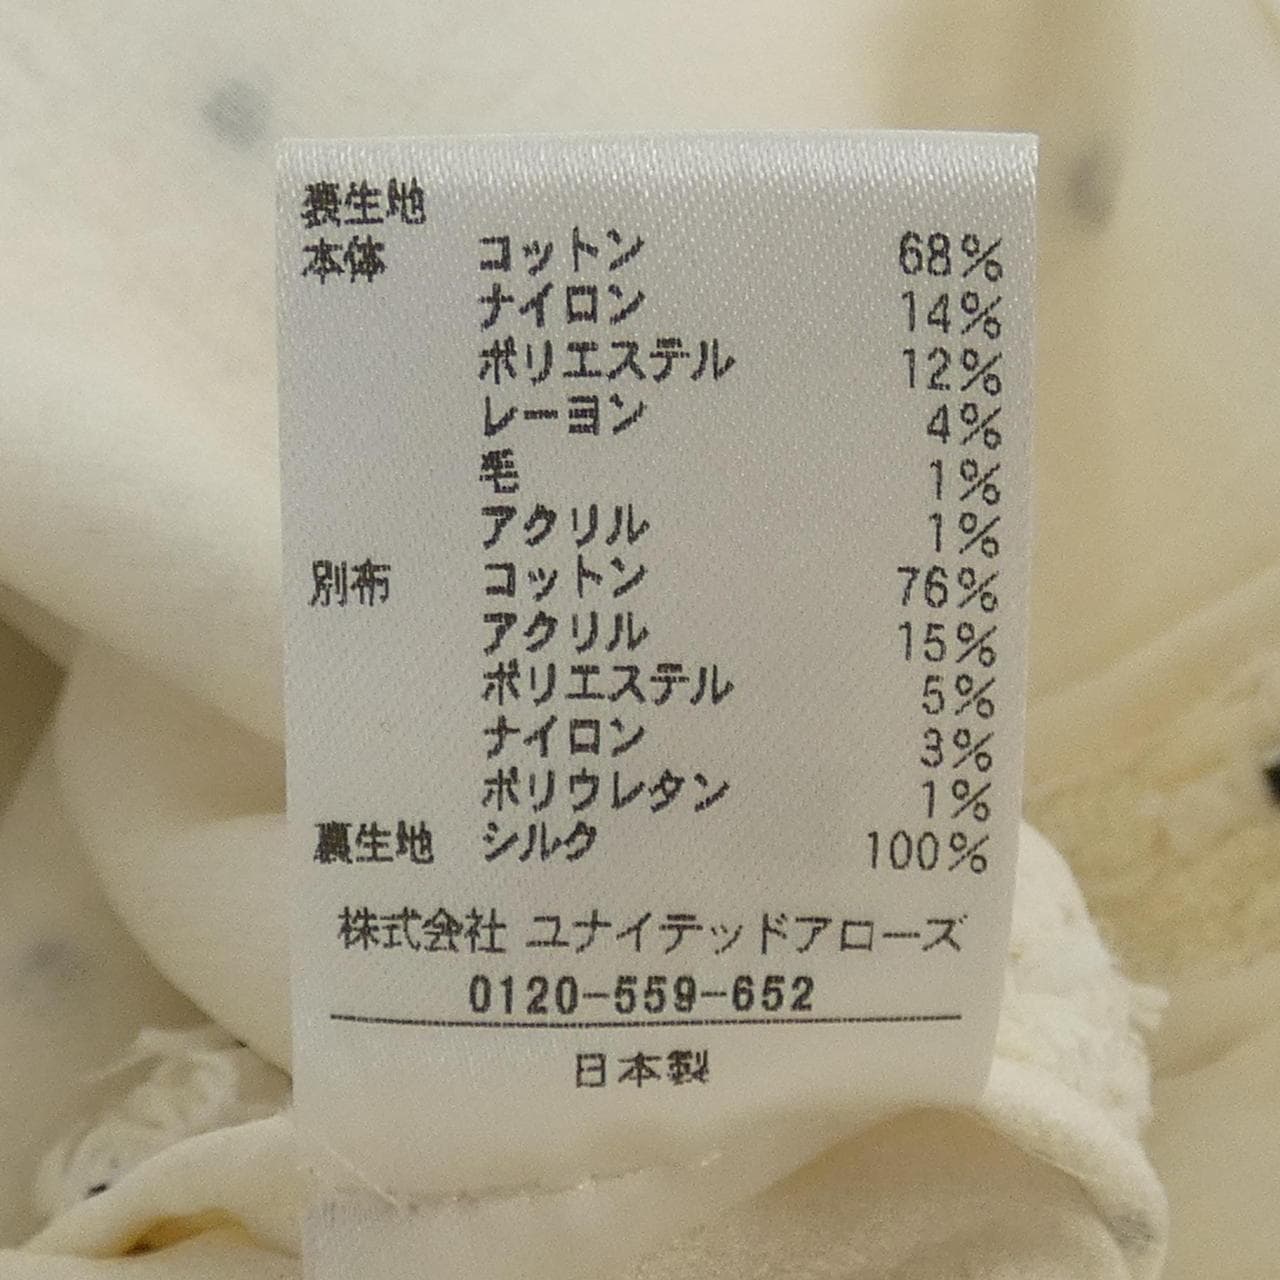 表生地
本体 コットン 68%
ナイロン 14%
ポリエステル 12%
レーヨン 4%
毛 1%
アクリル 1%
別布 コットン 76%
アクリル 15%
ポリエステル 5%
ナイロン 3%
ポリウレタン 1%
裏生地 シルク 100%
株式会社 ユナイテッドアローズ
0120-559-652
日本製